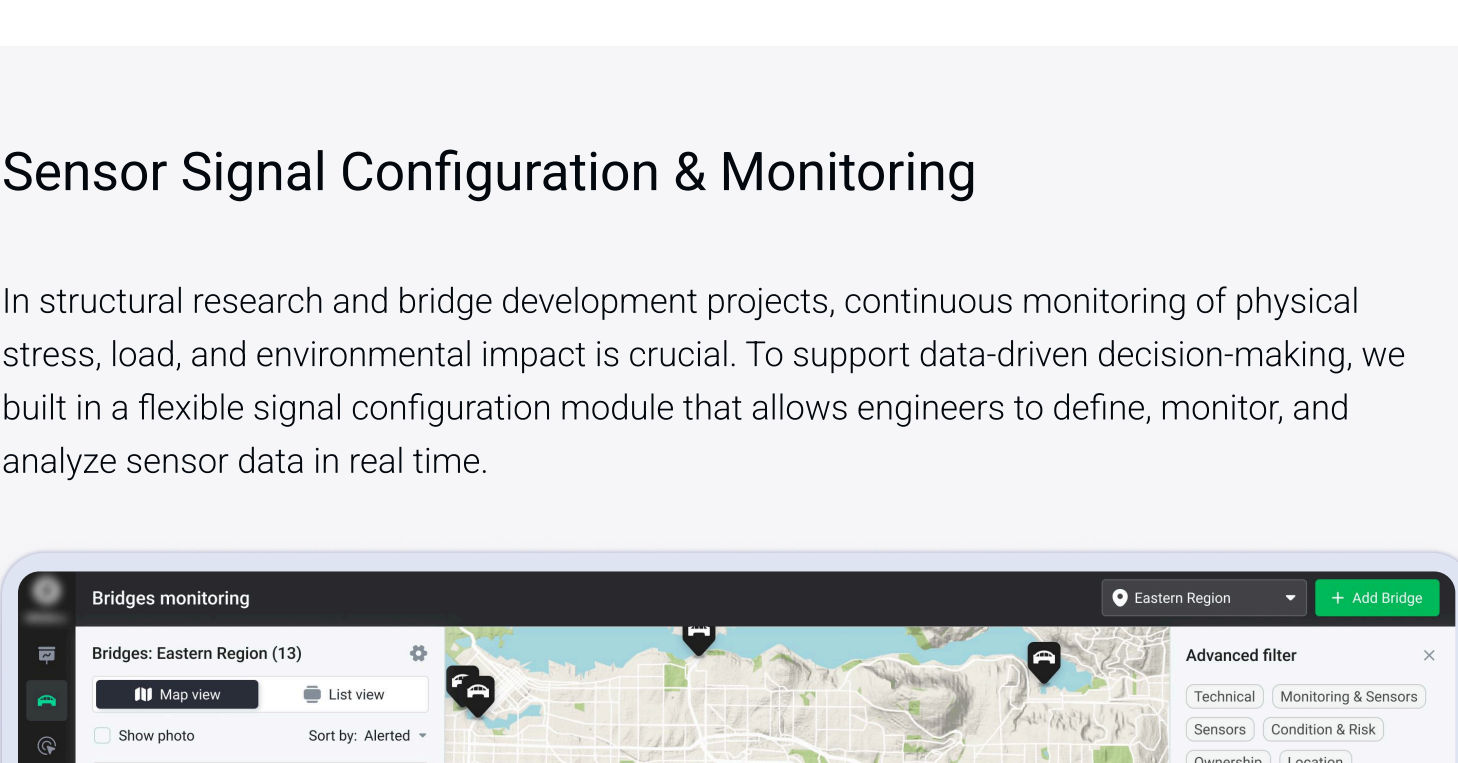 Sensor Signal Configuration & Monitoring
In structural research and bridge development projects, continuous monitoring of physical
stress, load, and environmental impact is crucial. To support data-driven decision-making, we
built in a flexible signal configuration module that allows engineers to define, monitor, and
analyze sensor data in real time.
Bridges monitoring
Eastern Region
+ Add Bridge
Bridges: Eastern Region (13)
Map view
List view
Show photo
Sort by: Alerted
Advanced filter
Technical
Monitoring & Sensors
Sensors
Condition & Risk
Ownership
Location